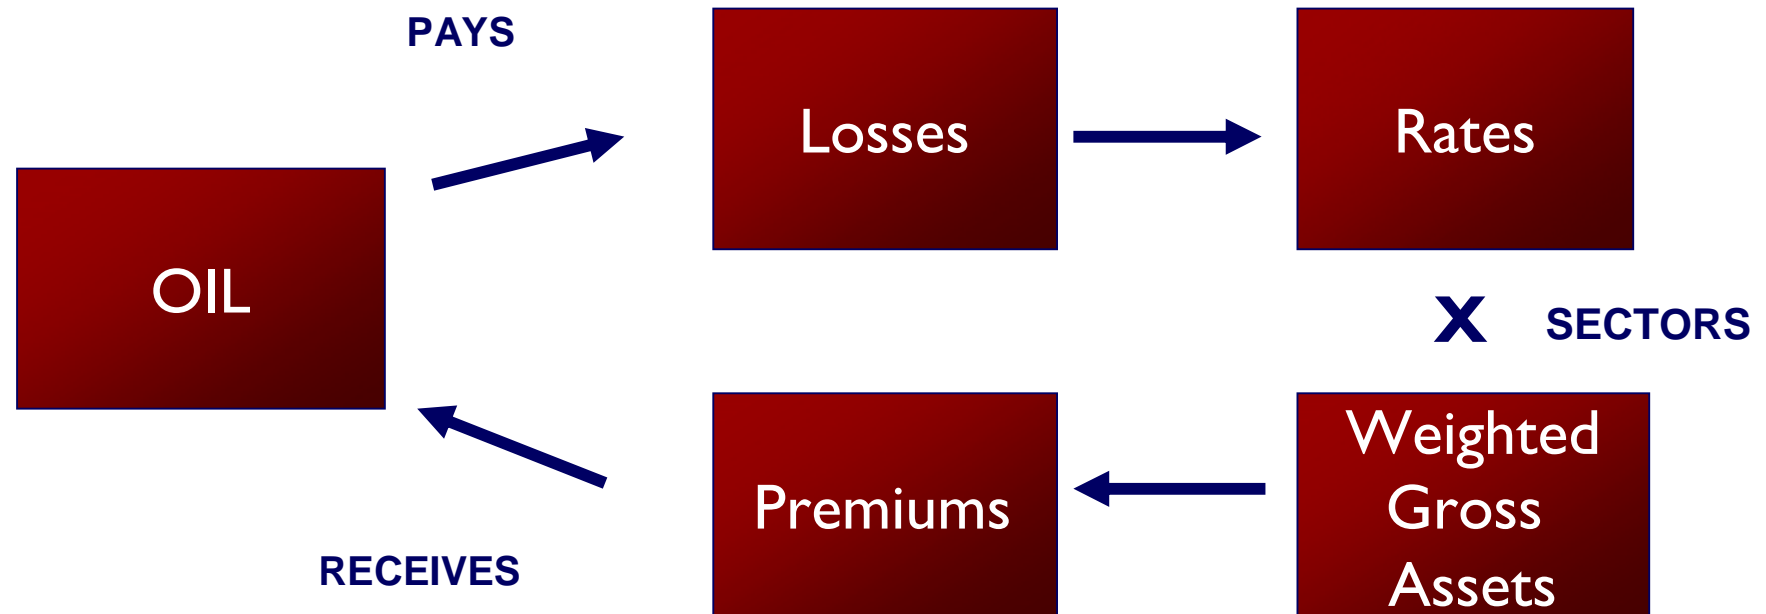 PAYS
Losses
Rates
OIL
X SECTORS
Premiums
Weighted
Gross
Assets
RECEIVES